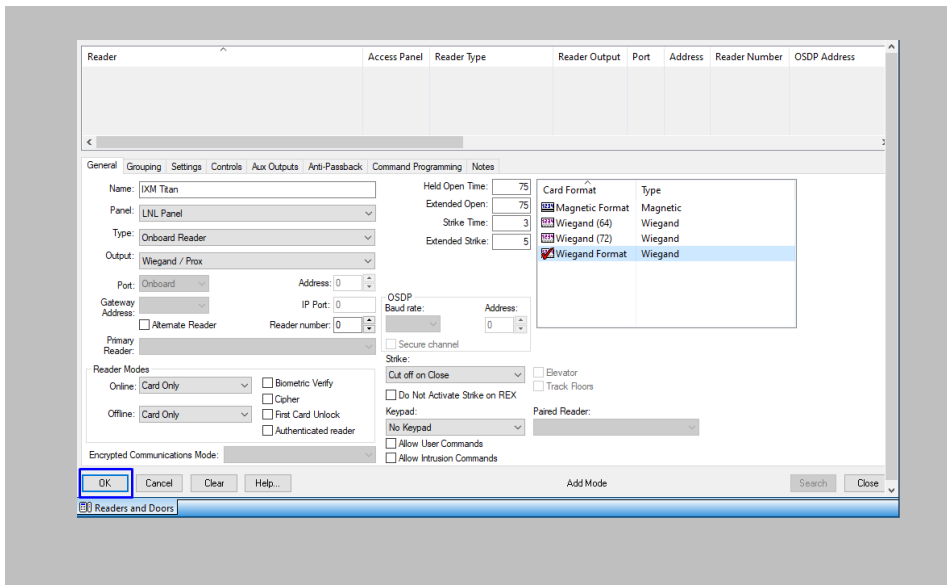 Reader Access Panel Reader Type Reader Output Port Address Reader Number OSDP Address
General Grouping Settings Controls Aux Outputs Anti-Passback Command Programming Notes
Name: IXM Titan Held Open Time: 75 Card Format Type
Panel: LNL Panel Extended Open: 75 Magnetic Format Magnetic
Type: Onboard Reader Strike Time: 3 Wiegand (64) Wiegand
Extended Strike: 5 Wiegand (72) Wiegand
Output: Wiegand / Prox Wiegand Format Wiegand
Port: Onboard Address: 0
Gateway Address: IP Port: 0 OSDP Baud rate: Address:
Alternate Reader Reader number: 0 0
Primary Reader: Secure channel
Strike:
Reader Modes Cut off on Close Elevator
Online: Card Only Biometric Verify Track Floors
Cipher Do Not Activate Strike on REX
Offline: Card Only First Card Unlock Keypad: Paired Reader:
Authenticated reader No Keypad
Allow User Commands
Encrypted Communications Mode: Allow Intrusion Commands
OK Cancel Clear Help... Add Mode Search Close
Readers and Doors